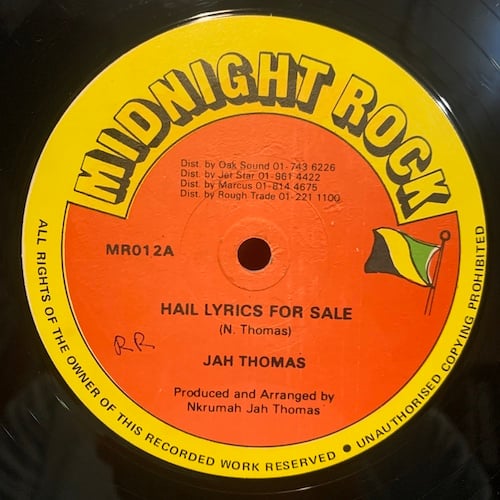 MIDNIGHT ROCK
Dist. by Oak Sound 01-743 6226
Dist. by Jet Star 01-961 4422
Dist. by Marcus 01-814 4675
Dist. by Rough Trade 01-221 1100
MR012A
HAIL LYRICS FOR SALE
(N. Thomas)
RR
JAH THOMAS
Produced and Arranged by
Nkrumah Jah Thomas
ALL RIGHTS OF THE OWNER OF THIS RECORDED WORK RESERVED ● UNAUTHORISED COPYING PROHIBITED